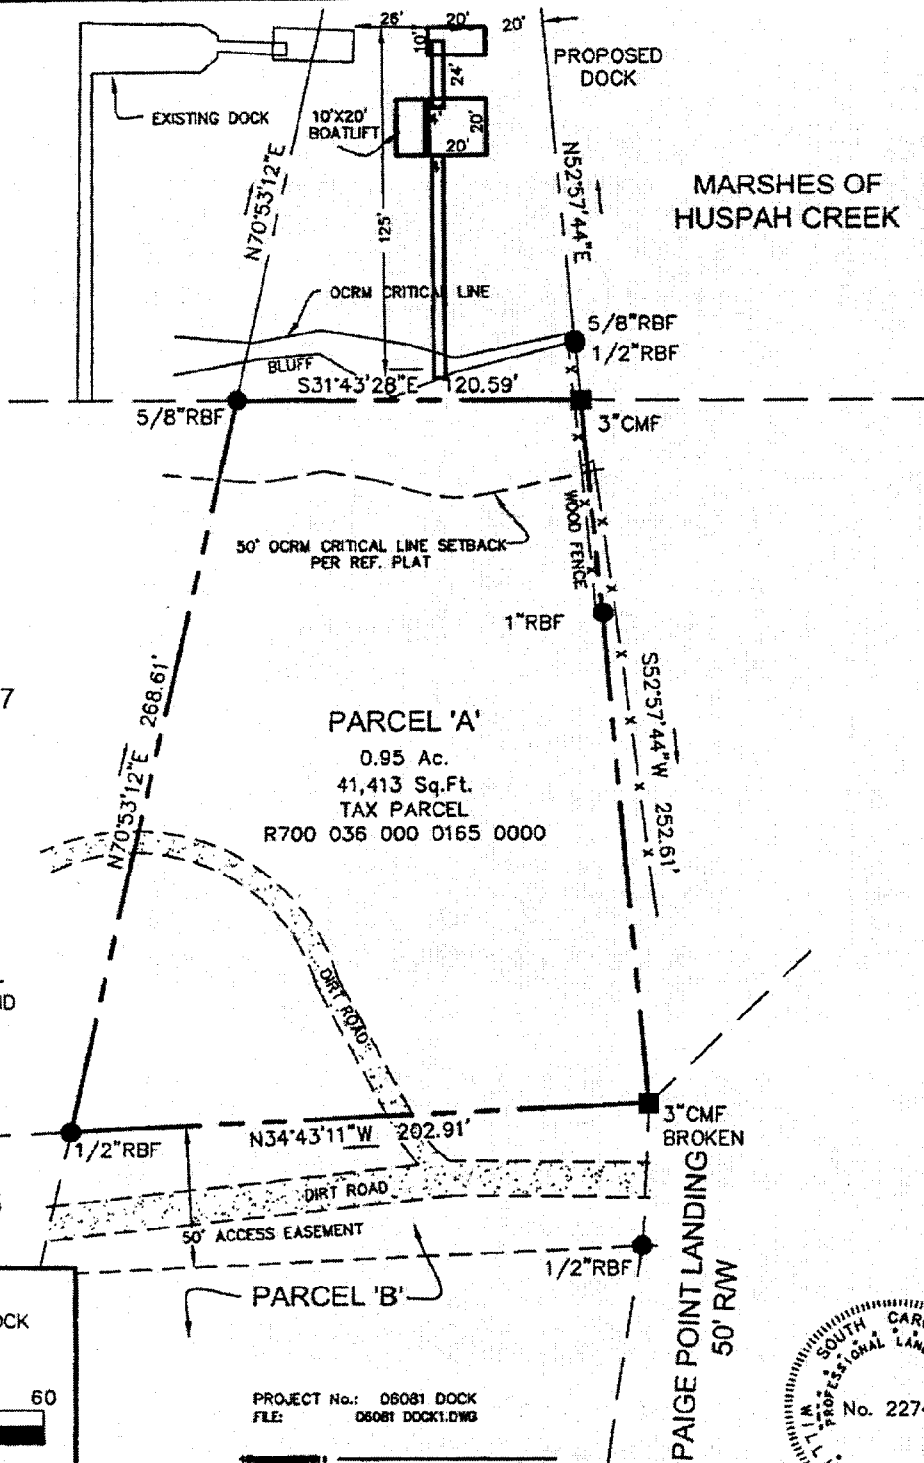 26'
20'
20'
10'
24'
PROPOSED
DOCK
EXISTING DOCK
10'X20'
BOATLIFT
20'
20'
N70°53'12"E
125'
N52°57'44"E
MARSHES OF
HUSPAH CREEK
OCRM CRITICAL LINE
5/8"RBF
1/2"RBF
BLUFF
S31°43'28"E 120.59'
5/8"RBF
3"CMF
50' OCRM CRITICAL LINE SETBACK
PER REF. PLAT
WOOD FENCE
1"RBF
7
N70°53'12"E 268.61'
S52°57'44"W 252.61'
PARCEL 'A'
0.95 Ac.
41,413 Sq.Ft.
TAX PARCEL
R700 036 000 0165 0000
DIRT ROAD
N34°43'11"W 202.91'
1/2"RBF
3"CMF
BROKEN
DIRT ROAD
50' ACCESS EASEMENT
1/2"RBF
PARCEL 'B'
PAIGE POINT LANDING
50' R/W
60
PROJECT No.: 06081 DOCK
FILE: 06081 DOCK1.DWG
SOUTH
PROFESSIONAL
No.